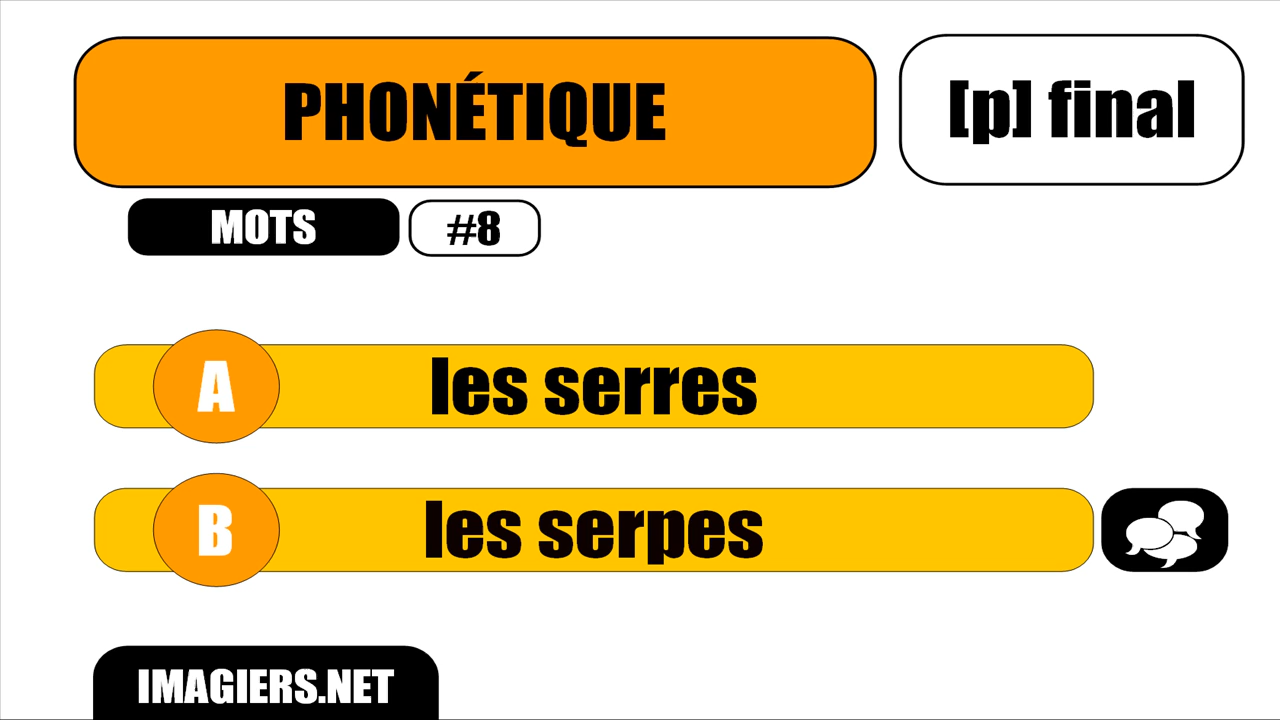 PHONÉTIQUE
[p] final
MOTS
#8
A
les serres
B
les serpes
IMAGIERS.NET